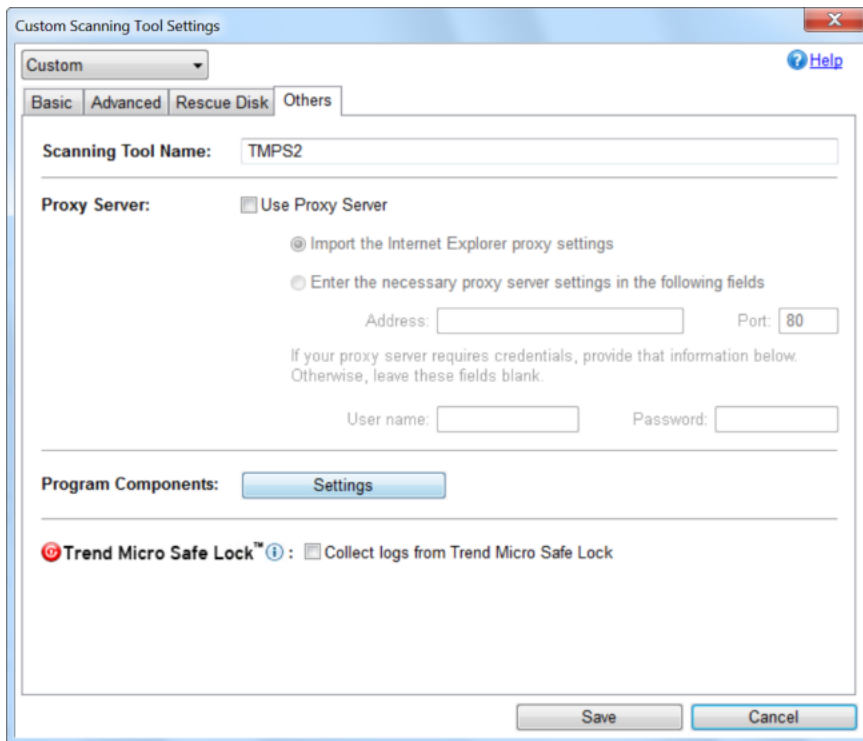 Custom Scanning Tool Settings
Custom
Help
Basic Advanced Rescue Disk Others
Scanning Tool Name: TMPS2
Proxy Server: Use Proxy Server
Import the Internet Explorer proxy settings
Enter the necessary proxy server settings in the following fields
Address: Port: 80
If your proxy server requires credentials, provide that information below.
Otherwise, leave these fields blank.
User name: Password:
Program Components: Settings
Trend Micro Safe Lock™ : Collect logs from Trend Micro Safe Lock
Save Cancel